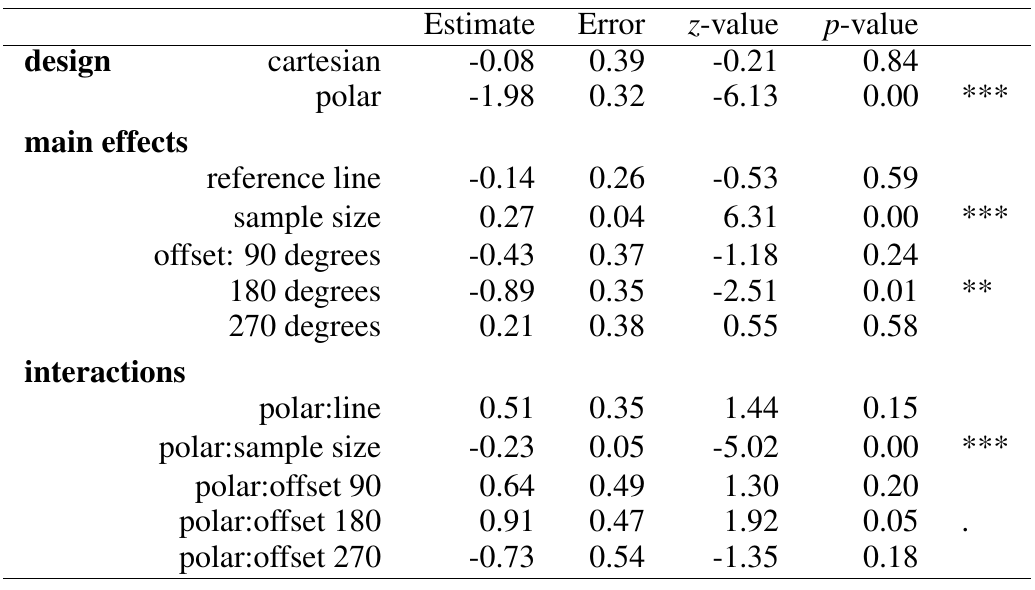 Estimate Error z-value p-value
design cartesian -0.08 0.39 -0.21 0.84
polar -1.98 0.32 -6.13 0.00 ***
main effects
reference line -0.14 0.26 -0.53 0.59
sample size 0.27 0.04 6.31 0.00 ***
offset: 90 degrees -0.43 0.37 -1.18 0.24
180 degrees -0.89 0.35 -2.51 0.01 **
270 degrees 0.21 0.38 0.55 0.58
interactions
polar:line 0.51 0.35 1.44 0.15
polar:sample size -0.23 0.05 -5.02 0.00 ***
polar:offset 90 0.64 0.49 1.30 0.20
polar:offset 180 0.91 0.47 1.92 0.05 .
polar:offset 270 -0.73 0.54 -1.35 0.18